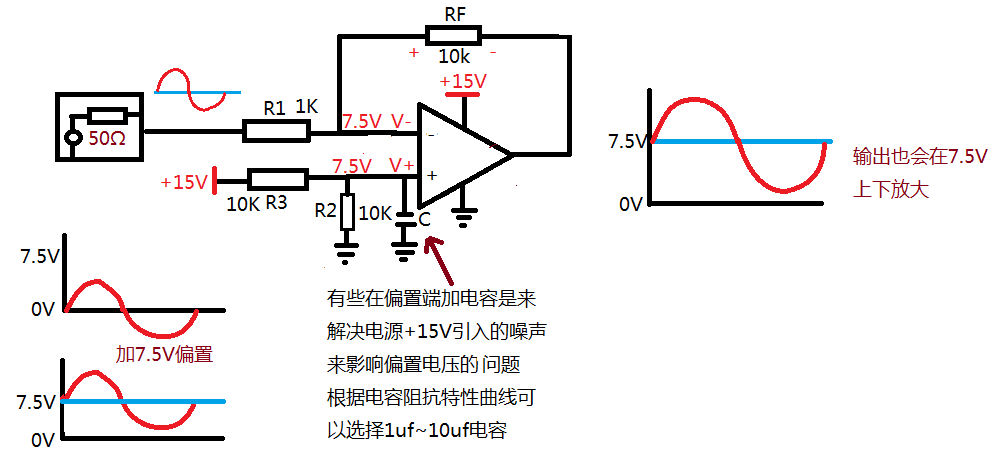 RF
+ -
10k
+15V
R1 1K
7.5V V-
-
50Ω
7.5V V+
+
+15V
10K R3
R2 10K
C
7.5V
0V
输出也会在7.5V
上下放大
7.5V
0V
加7.5V偏置
7.5V
0V
有些在偏置端加电容是来
解决电源+15V引入的噪声
来影响偏置电压的问题
根据电容阻抗特性曲线可
以选择1uf~10uf电容